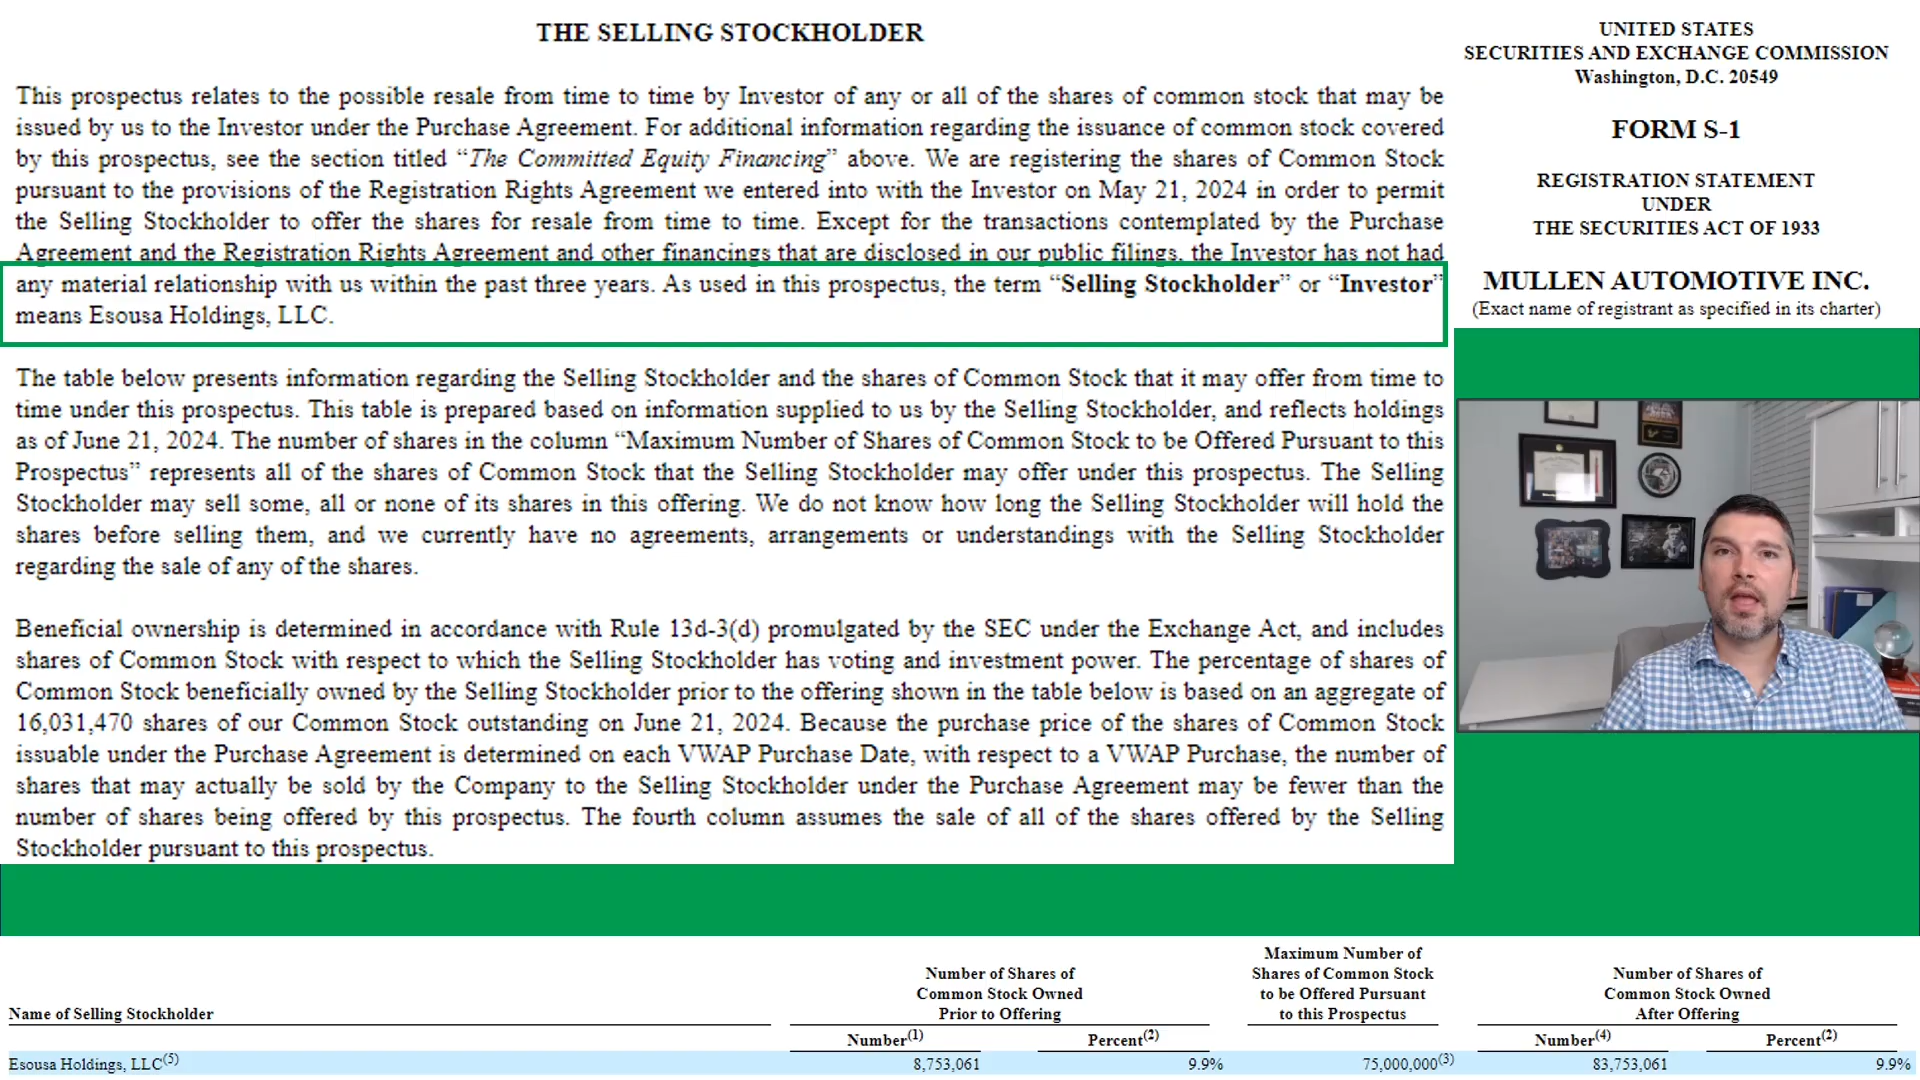 THE SELLING STOCKHOLDER
This prospectus relates to the possible resale from time to time by Investor of any or all of the shares of common stock that may be
issued by us to the Investor under the Purchase Agreement. For additional information regarding the issuance of common stock covered
by this prospectus, see the section titled “The Committed Equity Financing” above. We are registering the shares of Common Stock
pursuant to the provisions of the Registration Rights Agreement we entered into with the Investor on May 21, 2024 in order to permit
the Selling Stockholder to offer the shares for resale from time to time. Except for the transactions contemplated by the Purchase
Agreement and the Registration Rights Agreement and other financings that are disclosed in our public filings, the Investor has not had
any material relationship with us within the past three years. As used in this prospectus, the term “Selling Stockholder” or “Investor”
means Esousa Holdings, LLC.
The table below presents information regarding the Selling Stockholder and the shares of Common Stock that it may offer from time to
time under this prospectus. This table is prepared based on information supplied to us by the Selling Stockholder, and reflects holdings
as of June 21, 2024. The number of shares in the column “Maximum Number of Shares of Common Stock to be Offered Pursuant to this
Prospectus” represents all of the shares of Common Stock that the Selling Stockholder may offer under this prospectus. The Selling
Stockholder may sell some, all or none of its shares in this offering. We do not know how long the Selling Stockholder will hold the
shares before selling them, and we currently have no agreements, arrangements or understandings with the Selling Stockholder
regarding the sale of any of the shares.
Beneficial ownership is determined in accordance with Rule 13d-3(d) promulgated by the SEC under the Exchange Act, and includes
shares of Common Stock with respect to which the Selling Stockholder has voting and investment power. The percentage of shares of
Common Stock beneficially owned by the Selling Stockholder prior to the offering shown in the table below is based on an aggregate of
16,031,470 shares of our Common Stock outstanding on June 21, 2024. Because the purchase price of the shares of Common Stock
issuable under the Purchase Agreement is determined on each VWAP Purchase Date, with respect to a VWAP Purchase, the number of
shares that may actually be sold by the Company to the Selling Stockholder under the Purchase Agreement may be fewer than the
number of shares being offered by this prospectus. The fourth column assumes the sale of all of the shares offered by the Selling
Stockholder pursuant to this prospectus.
UNITED STATES
SECURITIES AND EXCHANGE COMMISSION
Washington, D.C. 20549
FORM S-1
REGISTRATION STATEMENT
UNDER
THE SECURITIES ACT OF 1933
MULLEN AUTOMOTIVE INC.
(Exact name of registrant as specified in its charter)
Name of Selling Stockholder
Number of Shares of
Common Stock Owned
Prior to Offering
Maximum Number of
Shares of Common Stock
to be Offered Pursuant
to this Prospectus
Number of Shares of
Common Stock Owned
After Offering
Number(1) Percent(2) Number(4) Percent(2)
Esousa Holdings, LLC(5) 8,753,061 9.9% 75,000,000(3) 83,753,061 9.9%